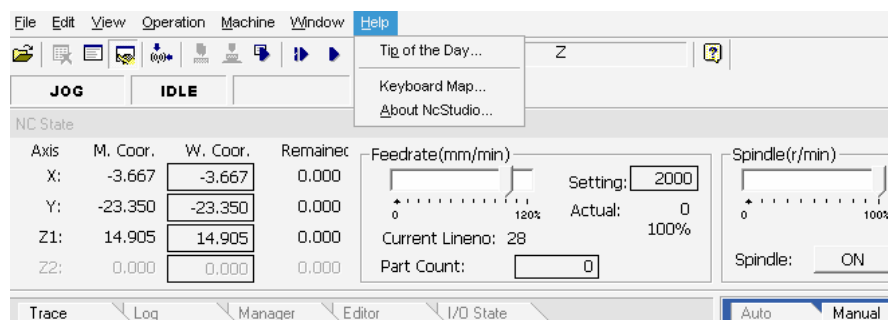 File Edit View Operation Machine Window Help
Tip of the Day...
Z
Keyboard Map...
About NcStudio...
JOG IDLE
NC State
Axis M. Coor. W. Coor. Remained
X: -3.667 -3.667 0.000
Y: -23.350 -23.350 0.000
Z1: 14.905 14.905 0.000
Z2: 0.000 0.000 0.000
Feedrate(mm/min)
0 120%
Setting: 2000
Actual: 0
100%
Current Lineno: 28
Part Count: 0
Spindle(r/min)
0 100%
Spindle: ON
Trace Log Manager Editor I/O State Auto Manual